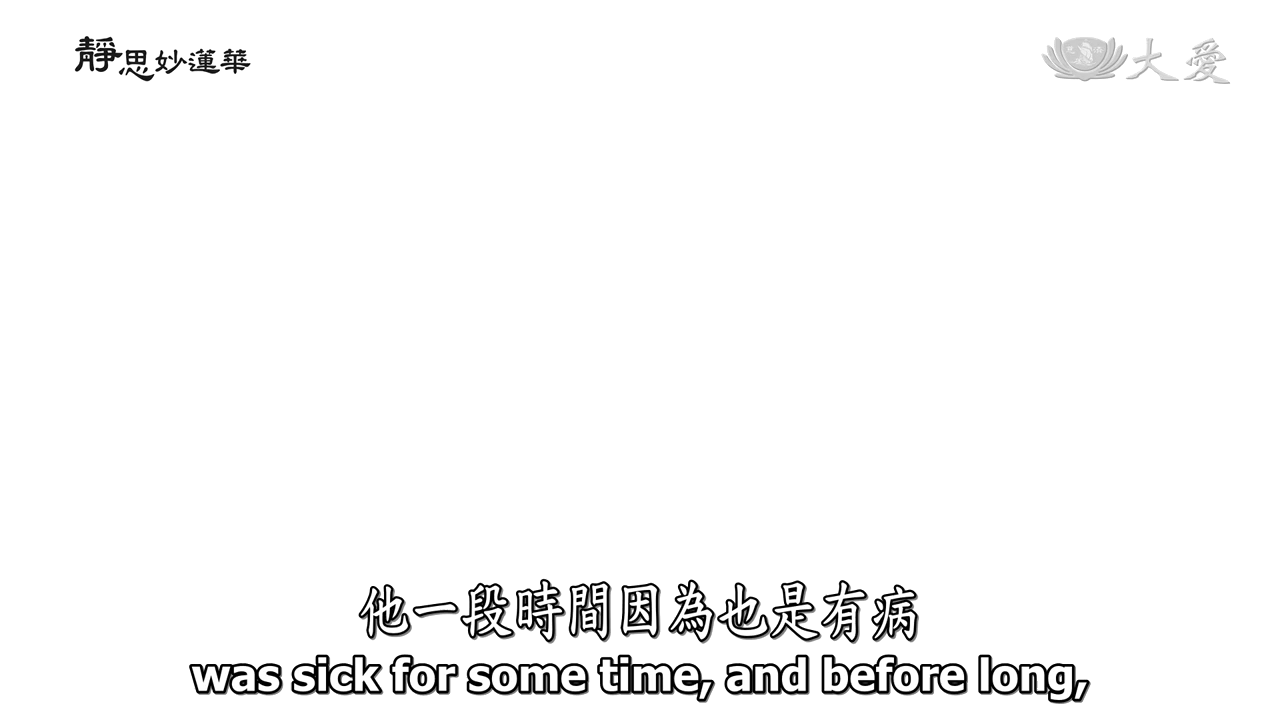 靜思妙蓮華
大愛
他一段時間因為也是有病
was sick for some time, and before long,